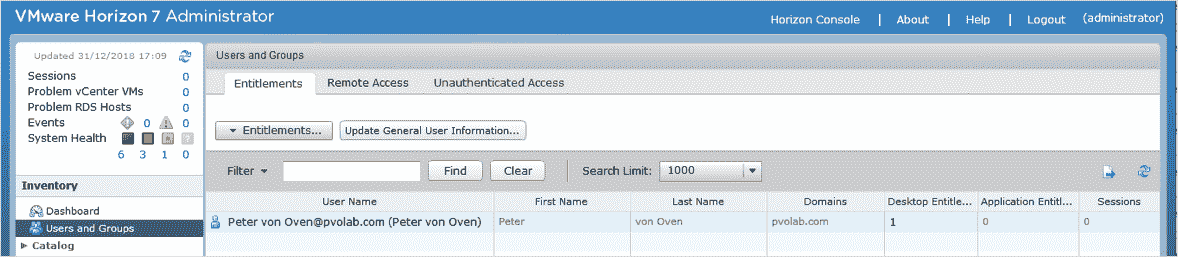 VMware Horizon 7 Administrator
Horizon Console | About | Help | Logout (administrator)
Updated 31/12/2018 17:09
Sessions 0
Problem vCenter VMs 0
Problem RDS Hosts 0
Events 0 0
System Health
6 3 1 0
Inventory
Dashboard
Users and Groups
Catalog
Users and Groups
Entitlements Remote Access Unauthenticated Access
Entitlements... Update General User Information...
Filter Find Clear Search Limit: 1000
User Name First Name Last Name Domains Desktop Entitle... Application Entitl... Sessions
Peter von Oven@pvolab.com (Peter von Oven) Peter von Oven pvolab.com 1 0 0